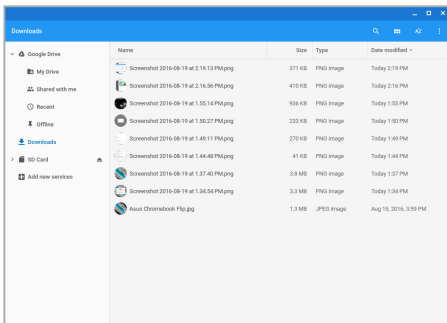 Downloads
Google Drive
My Drive
Shared with me
Recent
Offline
Downloads
SD Card
Add new services
Name Size Type Date modified
Screenshot 2016-08-19 at 2.19.13 PM.png 371 KB PNG image Today 2:19 PM
Screenshot 2016-08-19 at 2.16.56 PM.png 410 KB PNG image Today 2:16 PM
Screenshot 2016-08-19 at 1.55.14 PM.png 936 KB PNG image Today 1:55 PM
Screenshot 2016-08-19 at 1.50.27 PM.png 233 KB PNG image Today 1:50 PM
Screenshot 2016-08-19 at 1.49.11 PM.png 270 KB PNG image Today 1:49 PM
Screenshot 2016-08-19 at 1.44.48 PM.png 41 KB PNG image Today 1:44 PM
Screenshot 2016-08-19 at 1.37.40 PM.png 3.8 MB PNG image Today 1:37 PM
Screenshot 2016-08-19 at 1.34.54 PM.png 3.3 MB PNG image Today 1:34 PM
Asus Chromebook Flip.jpg 1.3 MB JPEG image Aug 15, 2016, 3:59 PM